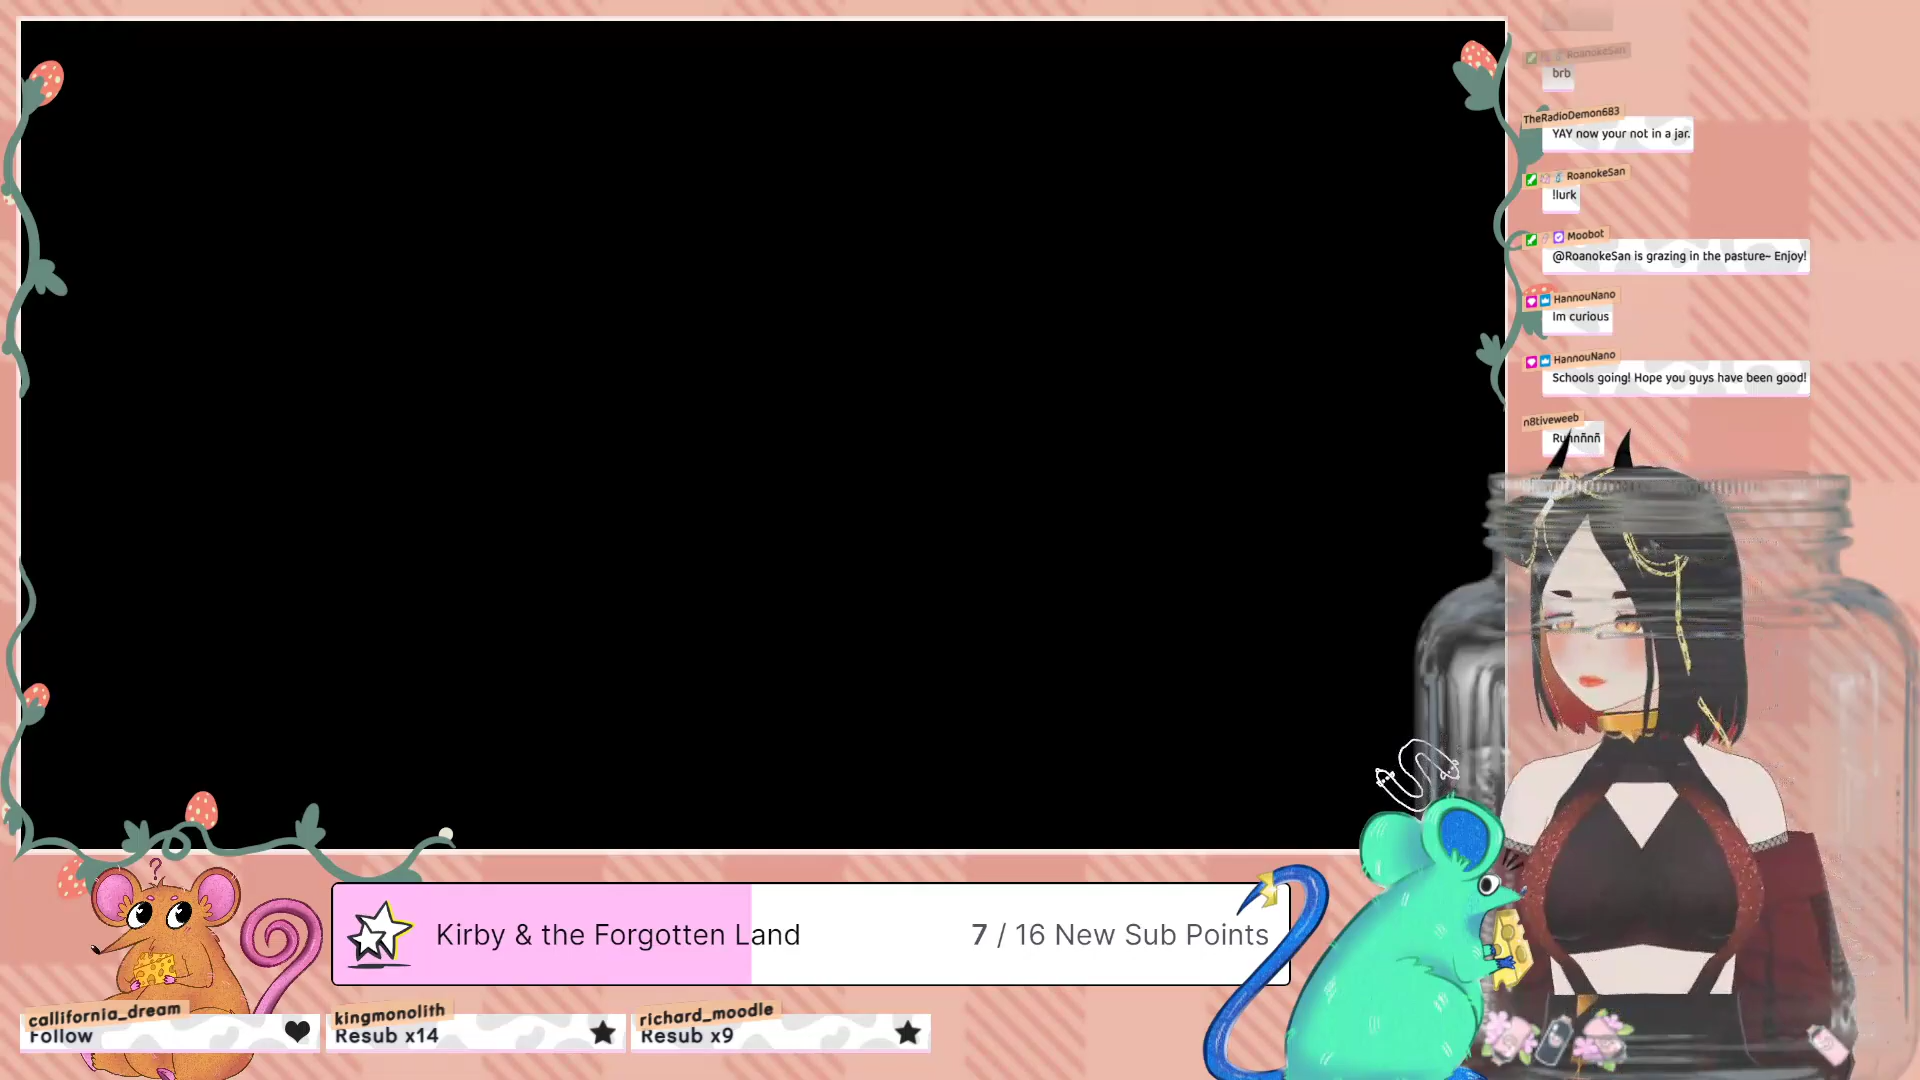 RoanokeSan
brb
TheRadioDemon683
YAY now your not in a jar.
RoanokeSan
!lurk
Moobot
@RoanokeSan is grazing in the pasture~ Enjoy!
HannouNano
Im curious
HannouNano
Schools going! Hope you guys have been good!
n8tiveweeb
Kirby & the Forgotten Land
7 / 16 New Sub Points
callifornia_dream
Follow
kingmonolith
Resub x14
richard_moodle
Resub x9